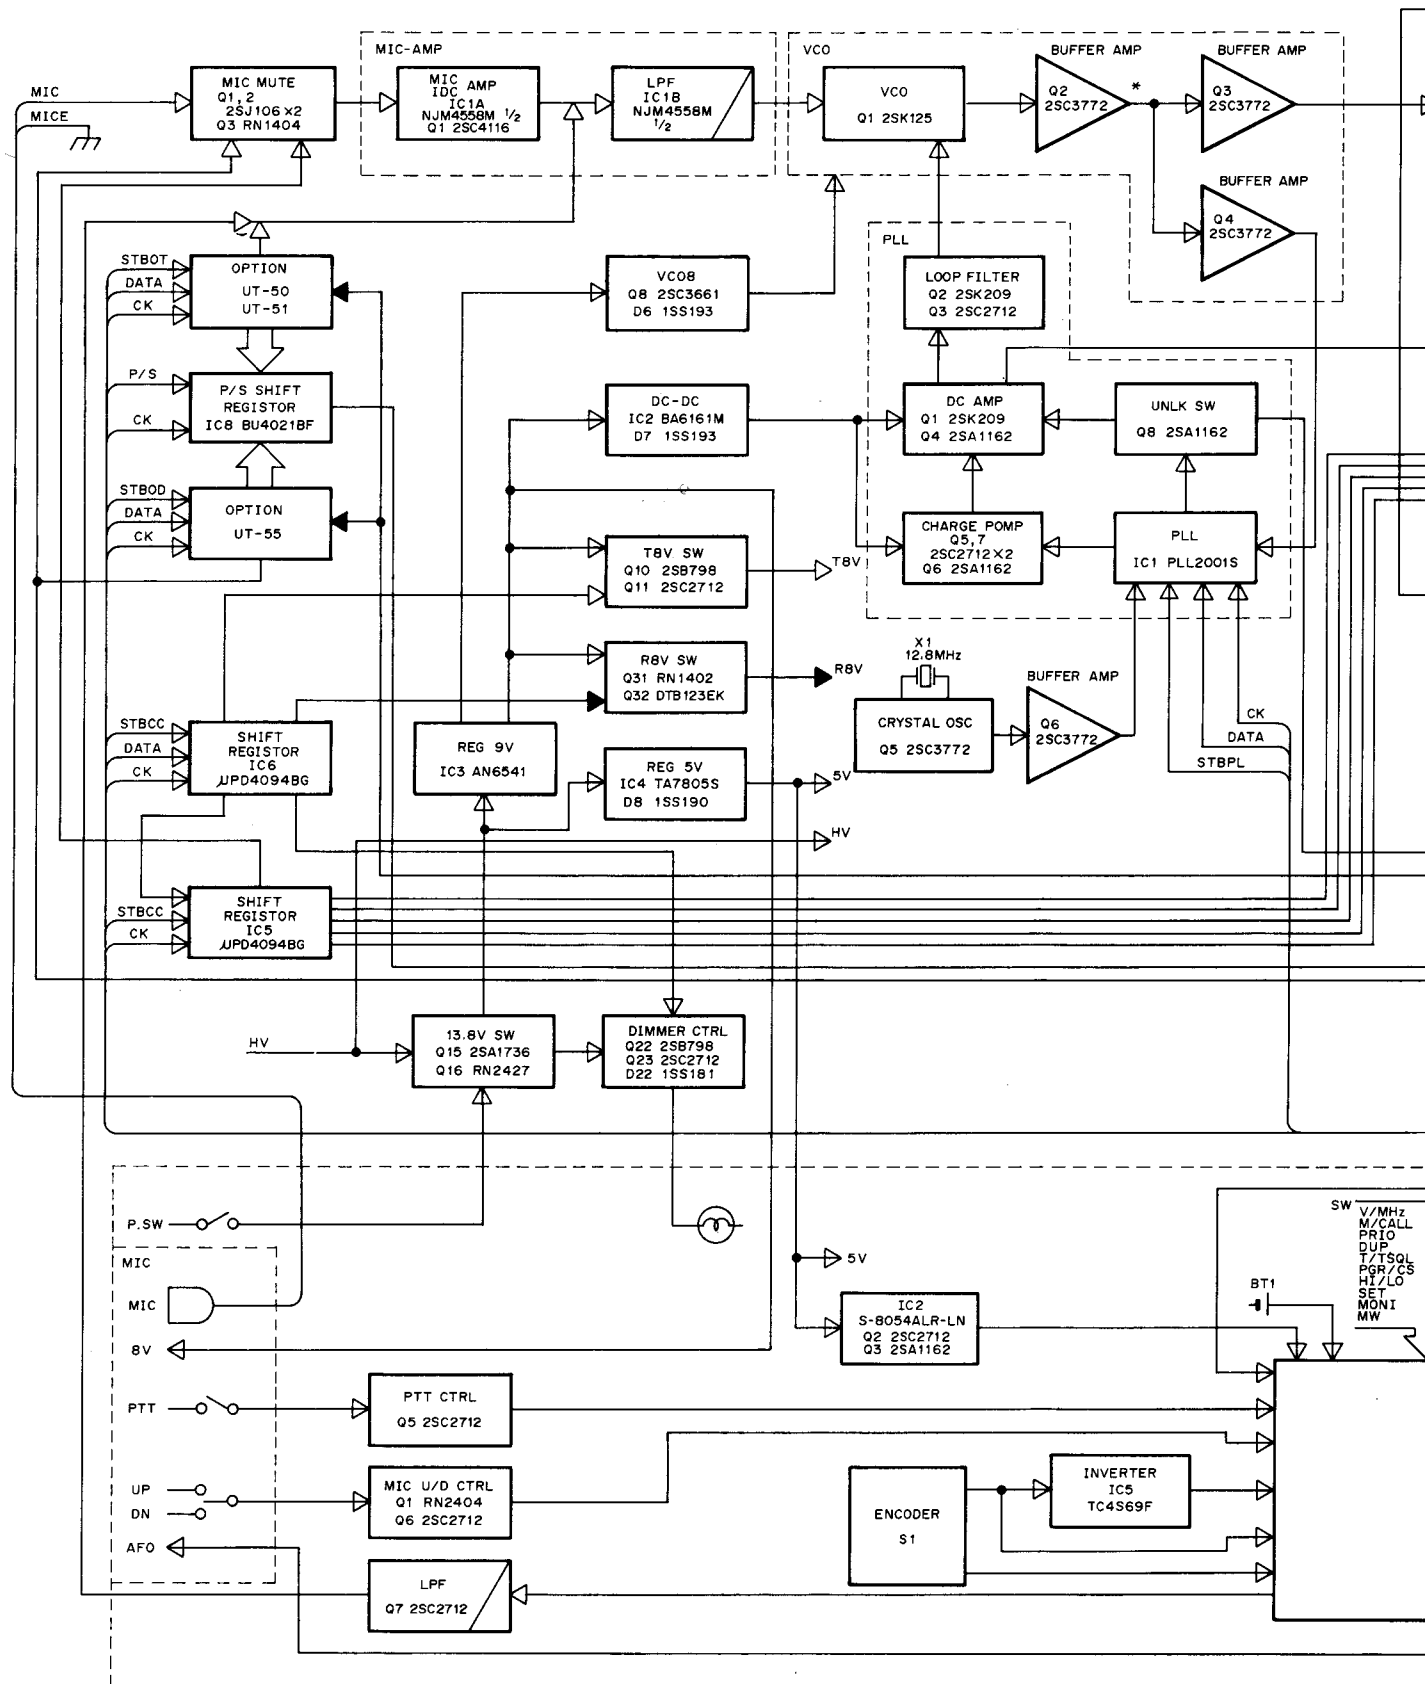 MIC
MICE
MIC MUTE
Q1, 2
2SJ106 ×2
Q3 RN1404
MIC-AMP
MIC AMP
IDC
IC1A
NJM4558M 1/2
Q1 2SC4116
LPF
IC1B
NJM4558M
1/2
VCO
VCO
Q1 2SK125
BUFFER AMP
Q2
2SC3772
*
BUFFER AMP
Q3
2SC3772
BUFFER AMP
Q4
2SC3772
STBOT
DATA
CK
OPTION
UT-50
UT-51
P/S
CK
P/S SHIFT
REGISTOR
IC8 BU4021BF
STBOD
DATA
CK
OPTION
UT-55
VCO8
Q8 2SC3661
D6 1SS193
DC-DC
IC2 BA6161M
D7 1SS193
T8V SW
Q10 2SB798
Q11 2SC2712
T8V
R8V SW
Q31 RN1402
Q32 DTB123EK
R8V
PLL
LOOP FILTER
Q2 2SK209
Q3 2SC2712
DC AMP
Q1 2SK209
Q4 2SA1162
UNLK SW
Q8 2SA1162
CHARGE POMP
Q5,7
2SC2712×2
Q6 2SA1162
PLL
IC1 PLL2001S
X1
12.8MHz
CRYSTAL OSC
Q5 2SC3772
BUFFER AMP
Q6
2SC3772
CK
DATA
STBPL
STBCC
DATA
CK
SHIFT
REGISTOR
IC6
μPD4094BG
REG 9V
IC3 AN6541
REG 5V
IC4 TA7805S
D8 1SS190
5V
HV
STBCC
CK
SHIFT
REGISTOR
IC5
μPD4094BG
HV
13.8V SW
Q15 2SA1736
Q16 RN2427
DIMMER CTRL
Q22 2SB798
Q23 2SC2712
D22 1SS181
P.SW
MIC
MIC
8V
PTT
UP
DN
AFO
PTT CTRL
Q5 2SC2712
MIC U/D CTRL
Q1 RN2404
Q6 2SC2712
LPF
Q7 2SC2712
5V
IC2
S-8054ALR-LN
Q2 2SC2712
Q3 2SA1162
BT1
SW
V/MHz
M/CALL
PRIO
DUP
T/TSQL
PGR/CS
HI/LO
SET
MONI
MW
ENCODER
S1
INVERTER
IC5
TC4S69F